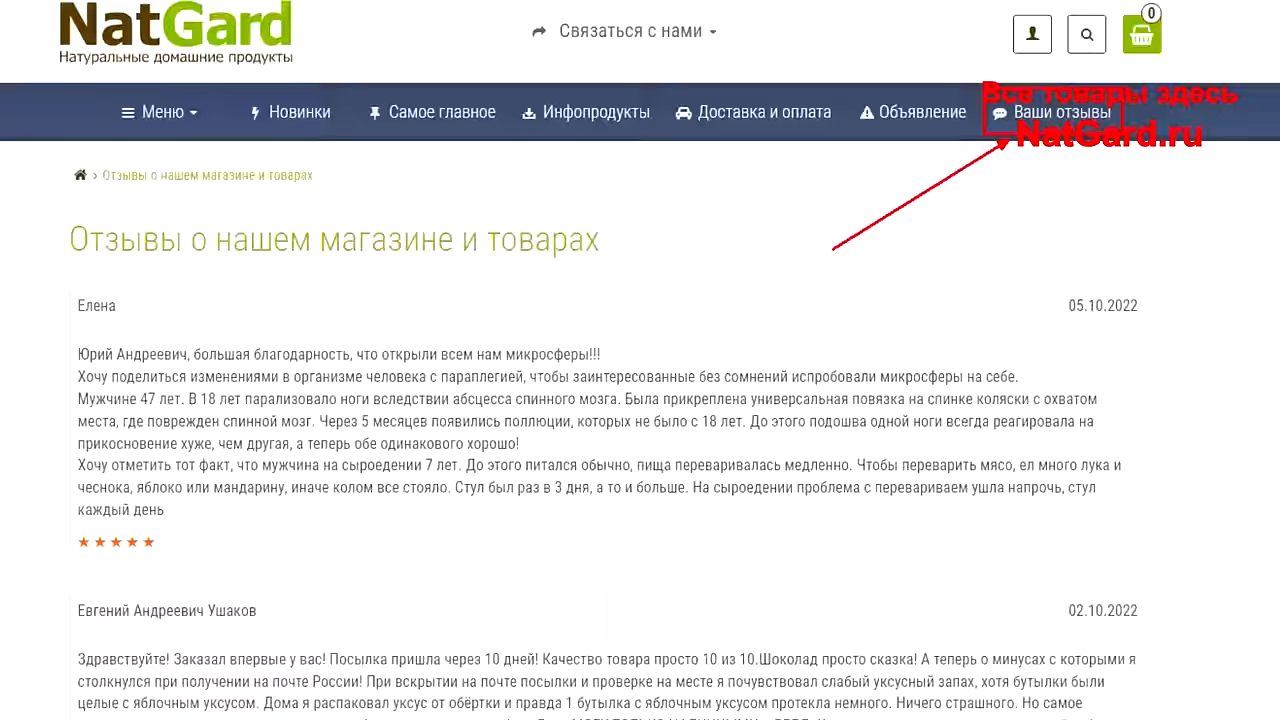 NatGard
Натуральные домашние продукты
Связаться с нами
0
Все товары здесь
Меню Новинки Самое главное Инфопродукты Доставка и оплата Объявление Ваши отзывы
NatGard.ru
› Отзывы о нашем магазине и товарах
Отзывы о нашем магазине и товарах
Елена 05.10.2022
Юрий Андреевич, большая благодарность, что открыли всем нам микросферы!!!
Хочу поделиться изменениями в организме человека с параплегией, чтобы заинтересованные без сомнений испробовали микросферы на себе.
Мужчине 47 лет. В 18 лет парализовало ноги вследствии абсцесса спинного мозга. Была прикреплена универсальная повязка на спинке коляски с охватом
места, где поврежден спинной мозг. Через 5 месяцев появились поллюции, которых не было с 18 лет. До этого подошва одной ноги всегда реагировала на
прикосновение хуже, чем другая, а теперь обе одинакового хорошо!
Хочу отметить тот факт, что мужчина на сыроедении 7 лет. До этого питался обычно, пища переваривалась медленно. Чтобы переварить мясо, ел много лука и
чеснока, яблоко или мандарину, иначе колом все стояло. Стул был раз в 3 дня, а то и больше. На сыроедении проблема с перевариваем ушла напрочь, стул
каждый день
Евгений Андреевич Ушаков 02.10.2022
Здравствуйте! Заказал впервые у вас! Посылка пришла через 10 дней! Качество товара просто 10 из 10.Шоколад просто сказка! А теперь о минусах с которыми я
столкнулся при получении на почте России! При вскрытии на почте посылки и проверке на месте я почувствовал слабый уксусный запах, хотя бутылки были
целые с яблочным уксусом. Дома я распаковал уксус от обёртки и правда 1 бутылка с яблочным уксусом протекла немного. Ничего страшного. Но самое